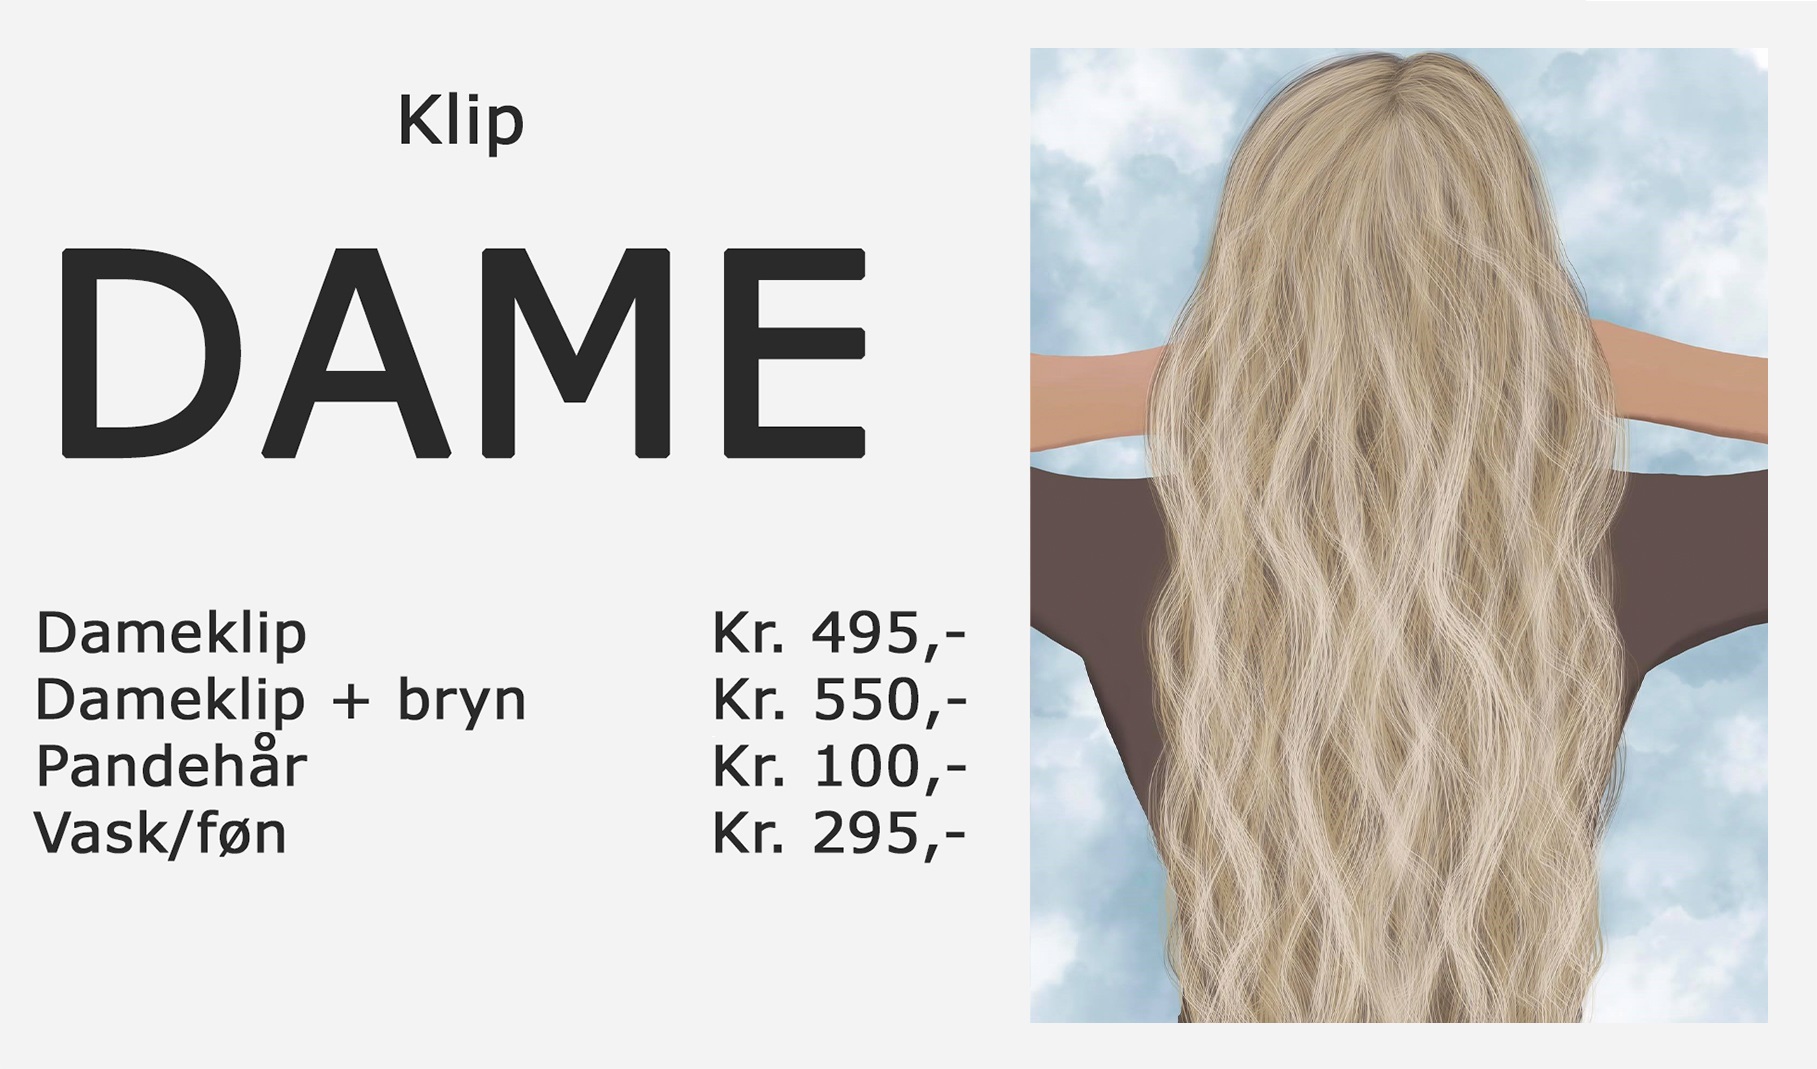 Klip
DAME
Dameklip Kr. 495,-
Dameklip + bryn Kr. 550,-
Pandehår Kr. 100,-
Vask/føn Kr. 295,-